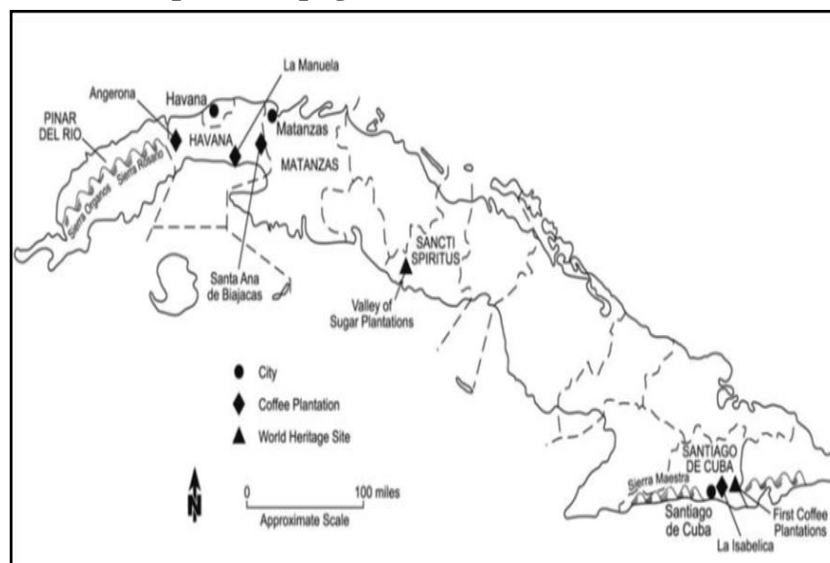 La Manuela
Angerona
Havana
PINAR
DEL RIO
HAVANA
Matanzas
MATANZAS
Sierra Organos
Sierra Rosario
Santa Ana
de Biajacas
SANCTI
SPIRITUS
Valley of
Sugar Plantations
City
Coffee Plantation
World Heritage Site
N
0
100 miles
Approximate Scale
SANTIAGO
DE CUBA
Sierra Maestra
Santiago
de Cuba
First Coffee
Plantations
La Isabelica